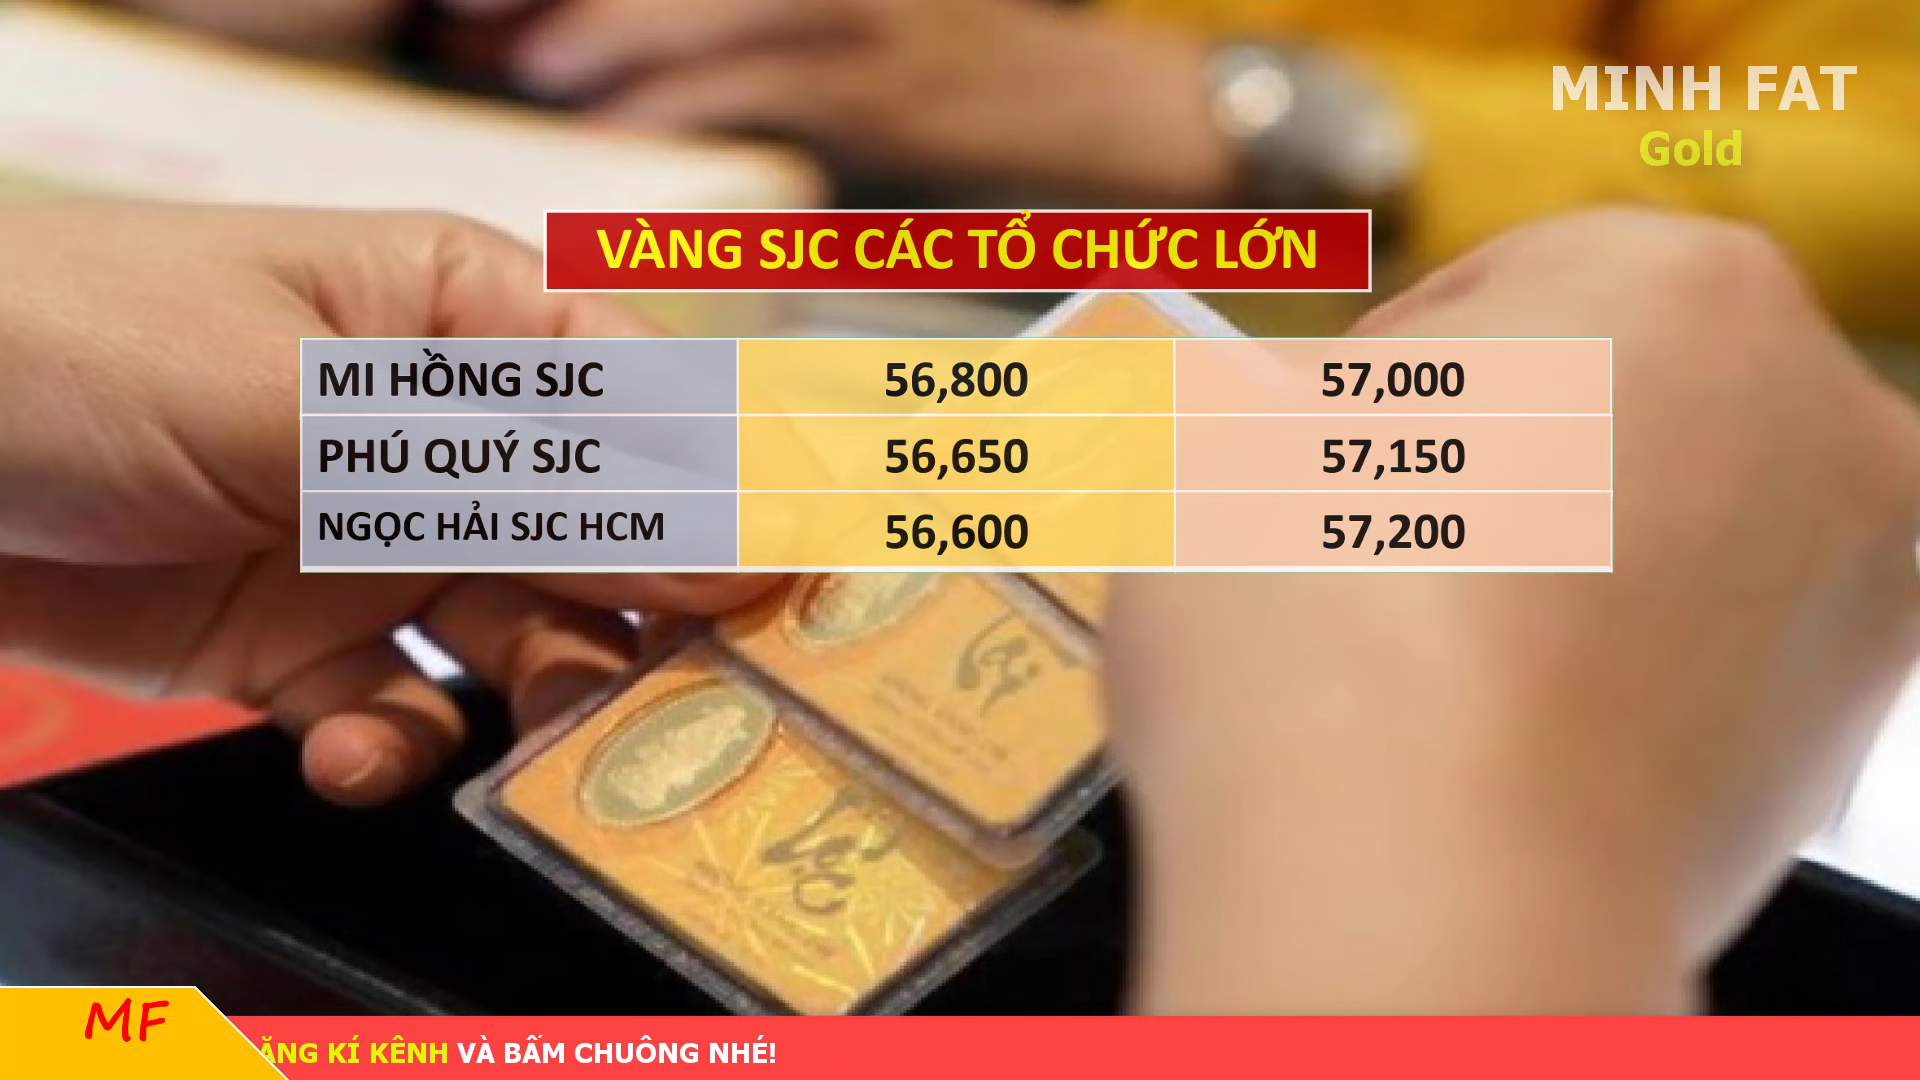 MINH FAT
Gold
VÀNG SJC CÁC TỔ CHỨC LỚN
MI HỒNG SJC 56,800 57,000
PHÚ QUÝ SJC 56,650 57,150
NGỌC HẢI SJC HCM 56,600 57,200
Tài
Lộc
MF
ĂNG KÍ KÊNH VÀ BẤM CHUÔNG NHÉ!